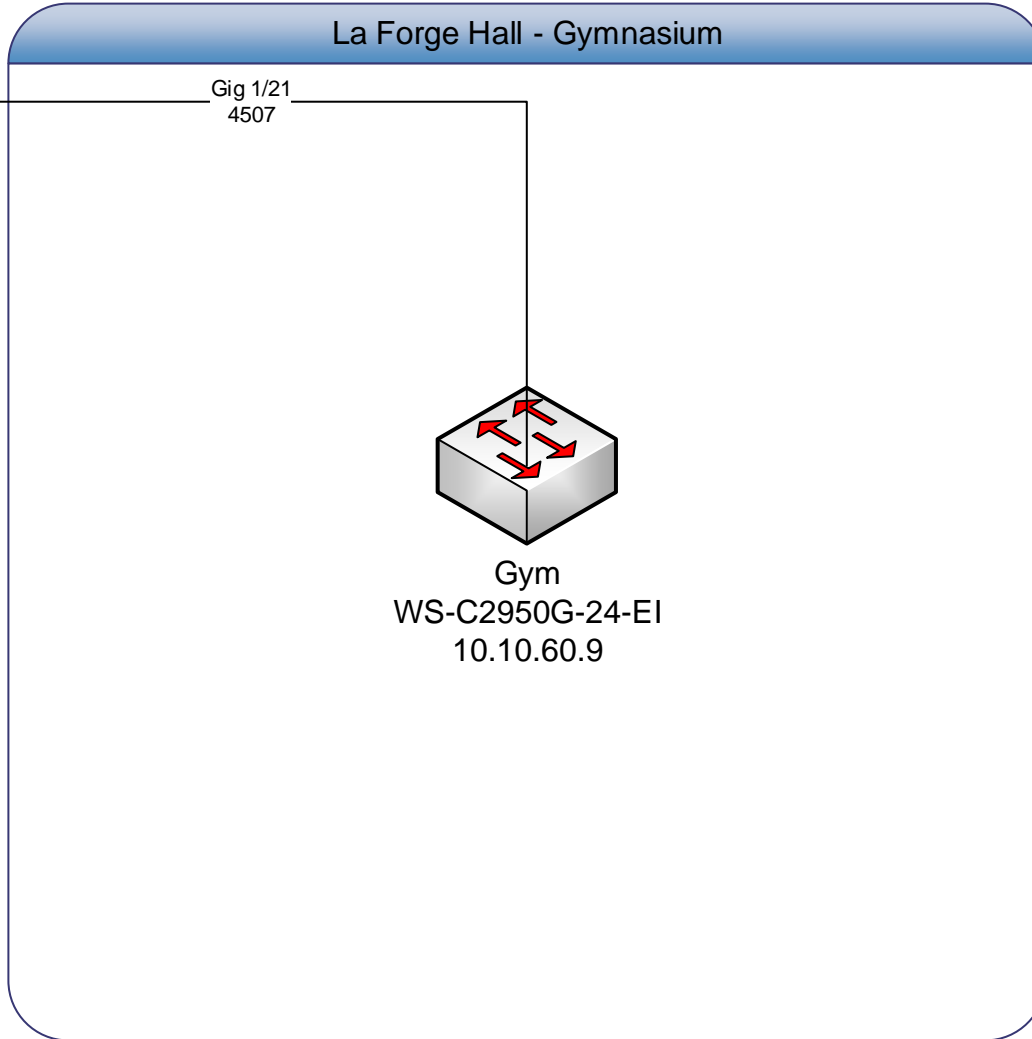 La Forge Hall - Gymnasium
Gig 1/21
4507
Gym
WS-C2950G-24-EI
10.10.60.9